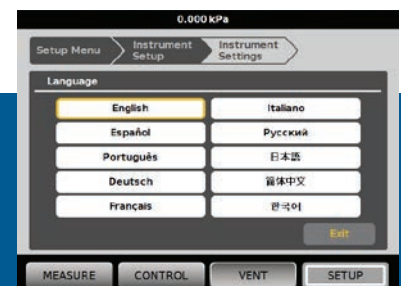 0.000 kPa
Setup Menu
Instrument Setup
Instrument Settings
Language
English
Italiano
Español
Русский
Português
日本語
Deutsch
简体中文
Français
한국어
Exit
MEASURE CONTROL VENT SETUP